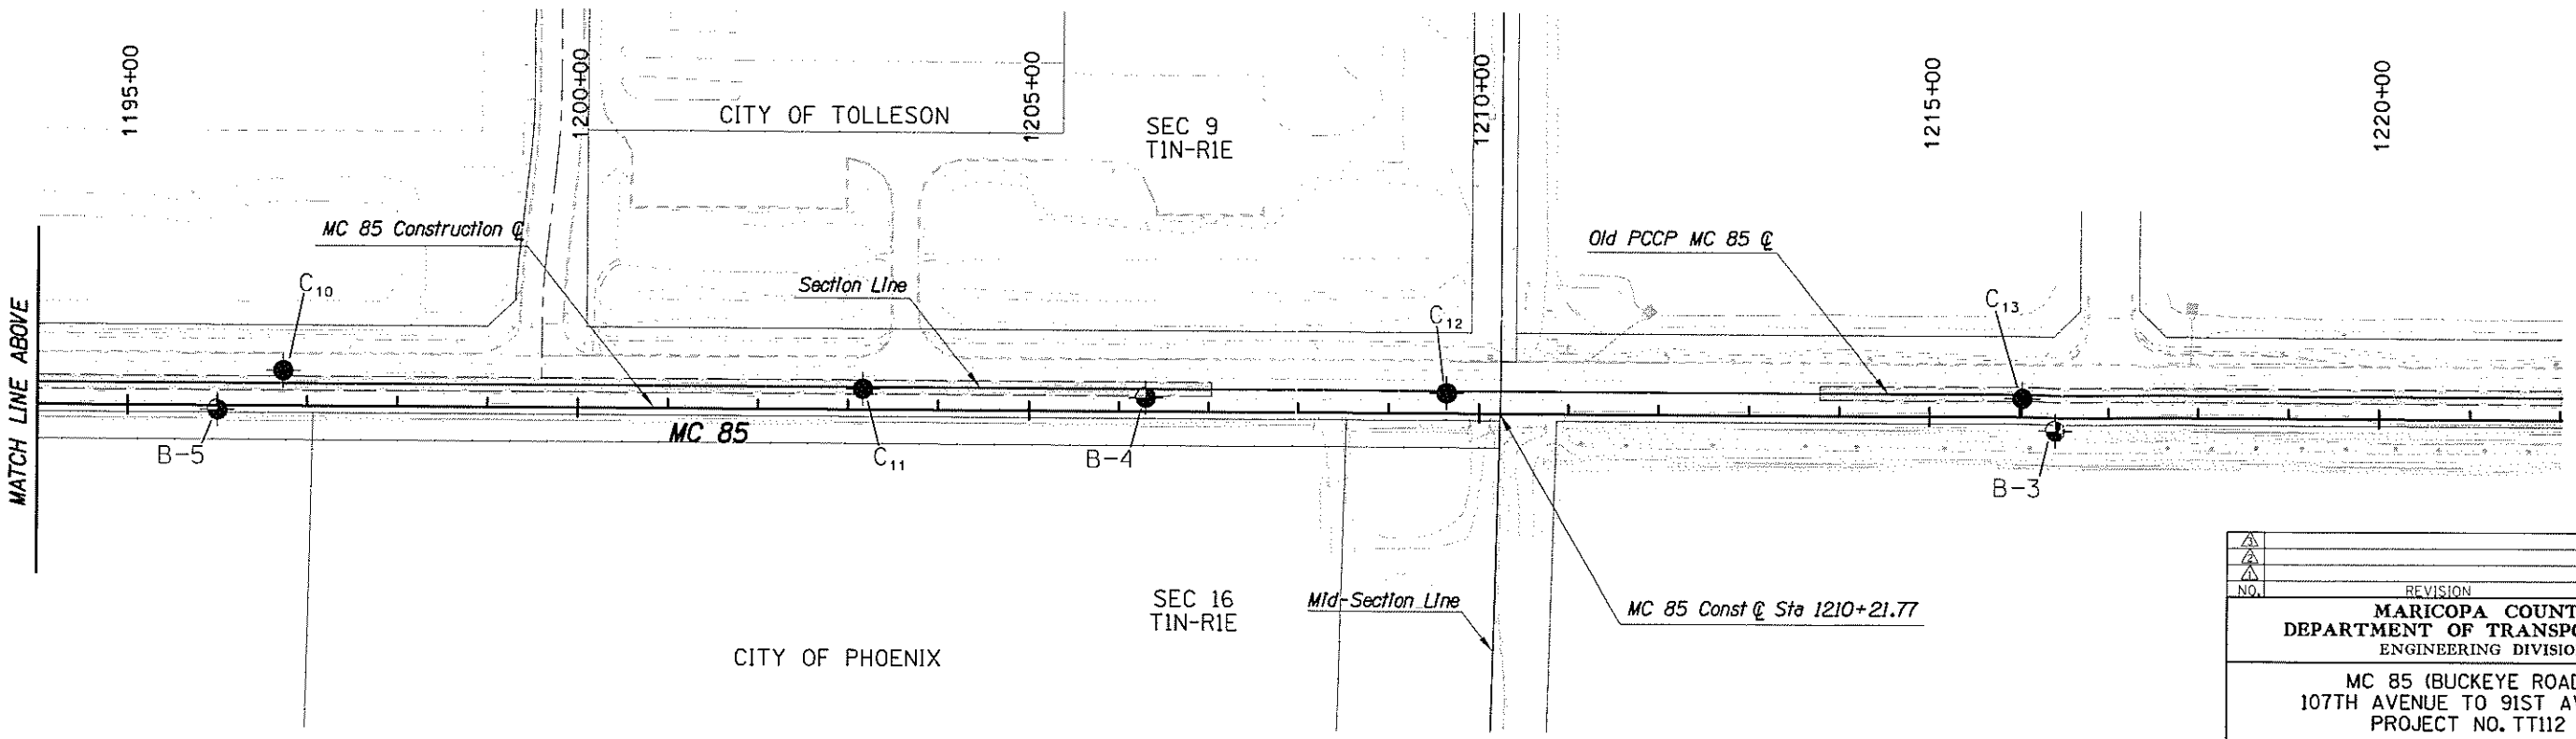 1195+00
1200+00
1205+00
1210+00
1215+00
1220+00
CITY OF TOLLESON
SEC 9
T1N-R1E
MC 85 Construction ℄
Section Line
Old PCCP MC 85 ℄
C10
C12
C13
MATCH LINE ABOVE
MC 85
B-5
C11
B-4
B-3
SEC 16
T1N-R1E
Mid-Section Line
MC 85 Const ℄ Sta 1210+21.77
CITY OF PHOENIX
3
2
1
NO. REVISION
MARICOPA COUNT
DEPARTMENT OF TRANSPO
ENGINEERING DIVISIO
MC 85 (BUCKEYE ROAD
107TH AVENUE TO 91ST AV
PROJECT NO. TT112